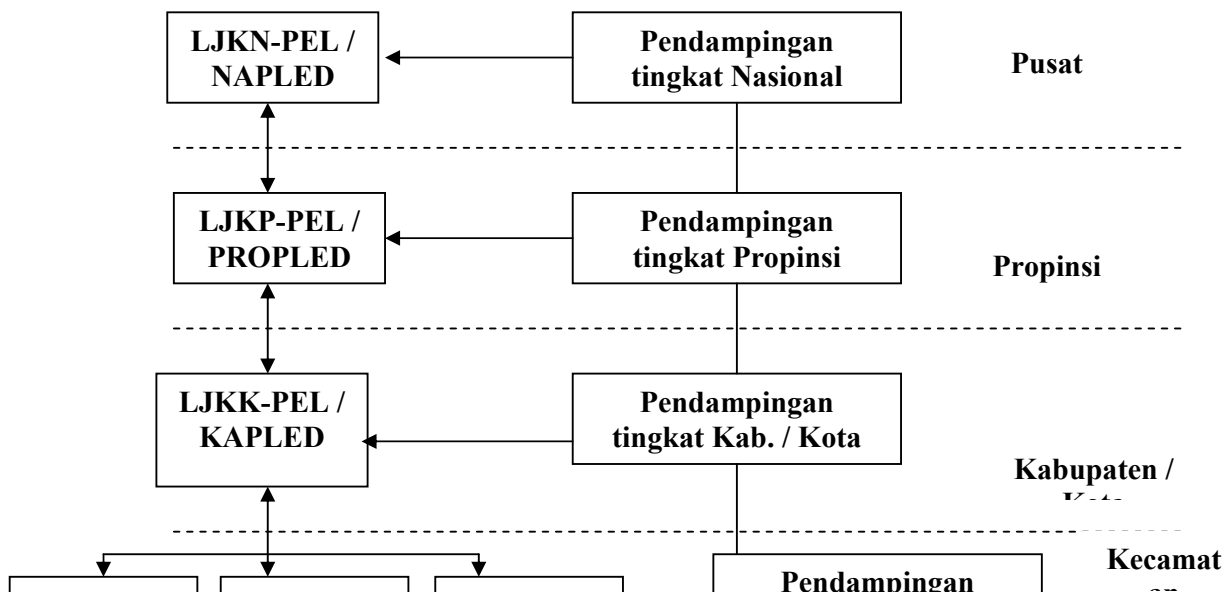 LJKN-PEL /
NAPLED
Pendampingan
tingkat Nasional
Pusat
LJKP-PEL /
PROPLED
Pendampingan
tingkat Propinsi
Propinsi
LJKK-PEL /
KAPLED
Pendampingan
tingkat Kab. / Kota
Kabupaten /
Kecamat
Pendampingan